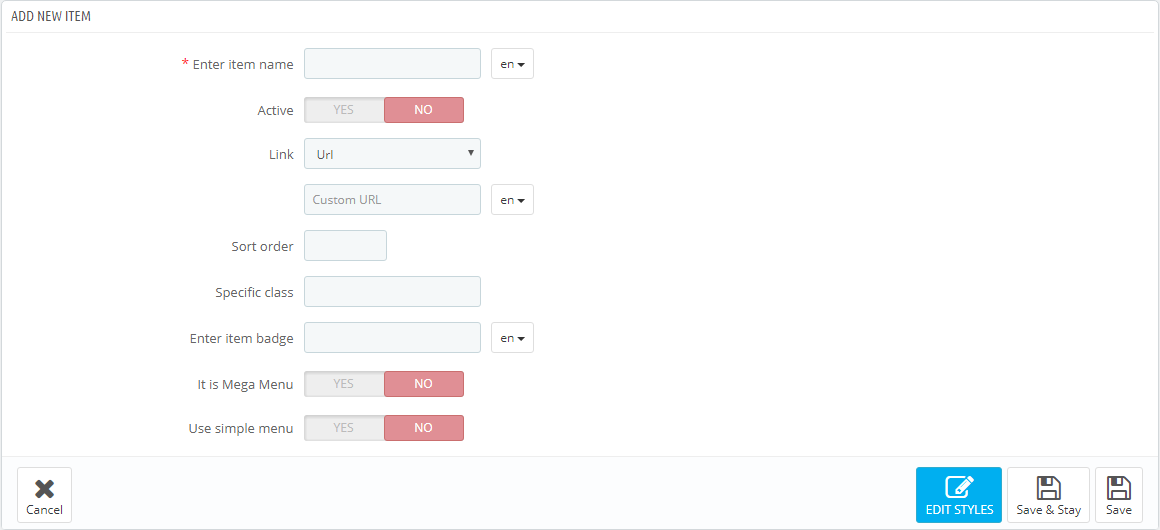 ADD NEW ITEM
* Enter item name en
Active YES NO
Link Url
Custom URL en
Sort order
Specific class
Enter item badge en
It is Mega Menu YES NO
Use simple menu YES NO
Cancel EDIT STYLES Save & Stay Save